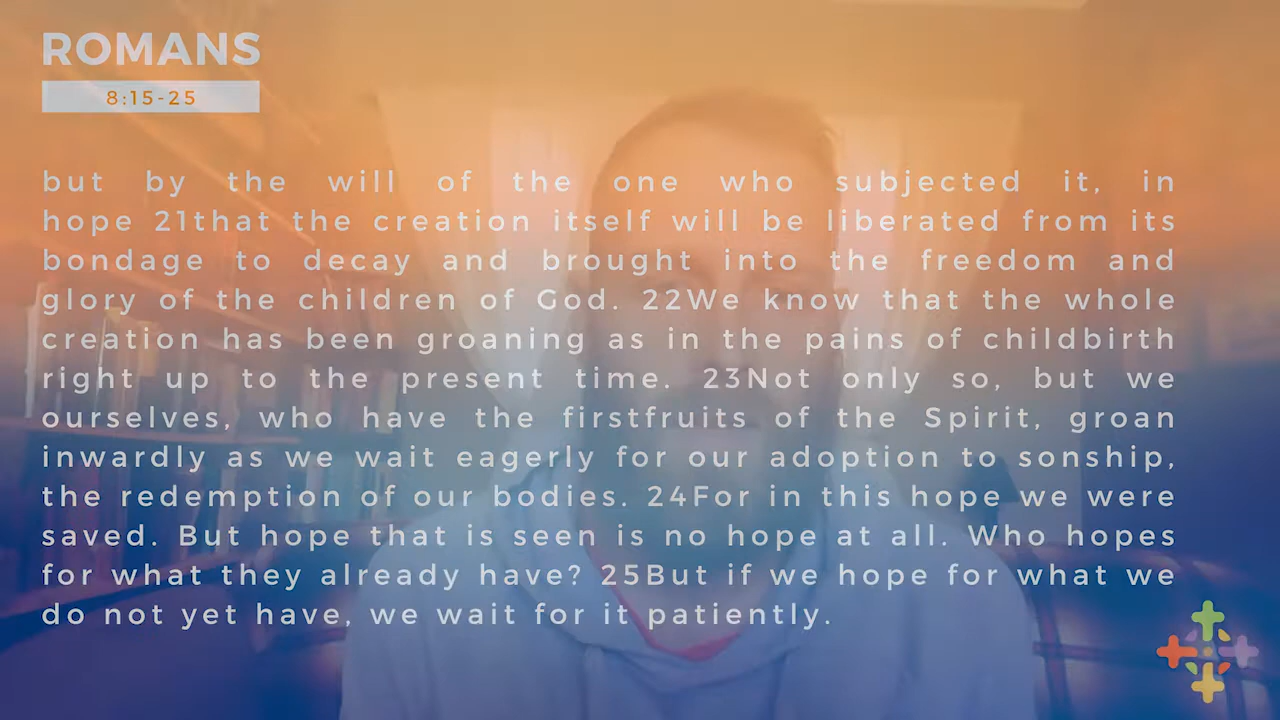 ROMANS
8:15-25
but by the will of the one who subjected it, in
hope 21that the creation itself will be liberated from its
bondage to decay and brought into the freedom and
glory of the children of God. 22We know that the whole
creation has been groaning as in the pains of childbirth
right up to the present time. 23Not only so, but we
ourselves, who have the firstfruits of the Spirit, groan
inwardly as we wait eagerly for our adoption to sonship,
the redemption of our bodies. 24For in this hope we were
saved. But hope that is seen is no hope at all. Who hopes
for what they already have? 25But if we hope for what we
do not yet have, we wait for it patiently.